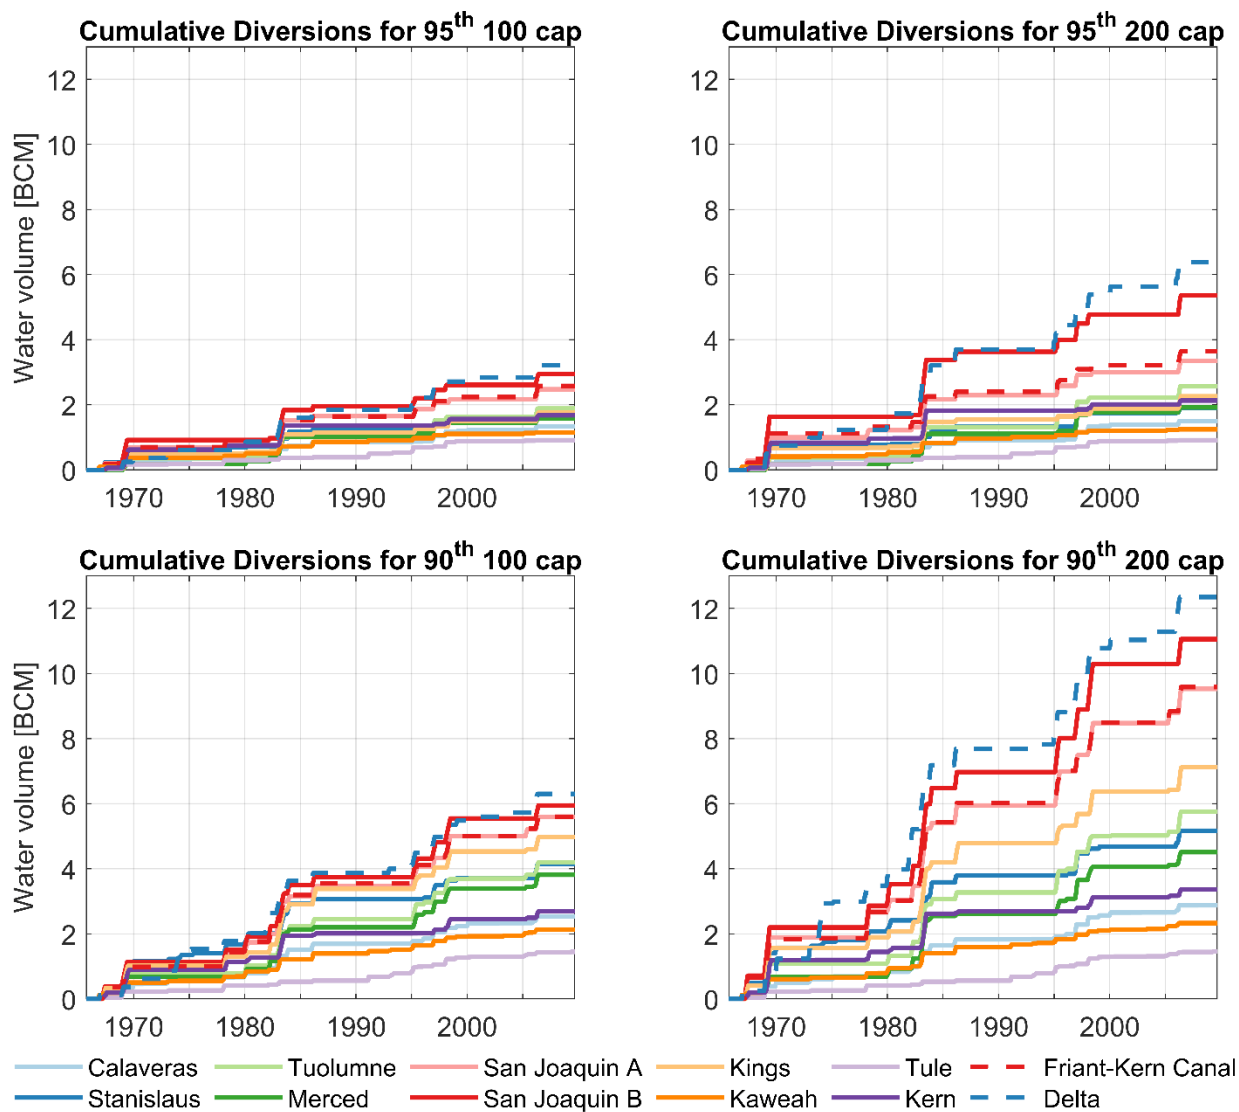 Cumulative Diversions for 95th 100 cap
Cumulative Diversions for 95th 200 cap
Water volume [BCM]
12
10
8
6
4
2
0
1970 1980 1990 2000
12
10
8
6
4
2
0
1970 1980 1990 2000
Cumulative Diversions for 90th 100 cap
Cumulative Diversions for 90th 200 cap
Water volume [BCM]
12
10
8
6
4
2
0
1970 1980 1990 2000
12
10
8
6
4
2
0
1970 1980 1990 2000
Calaveras Tuolumne San Joaquin A Kings Tule Friant-Kern Canal
Stanislaus Merced San Joaquin B Kaweah Kern Delta